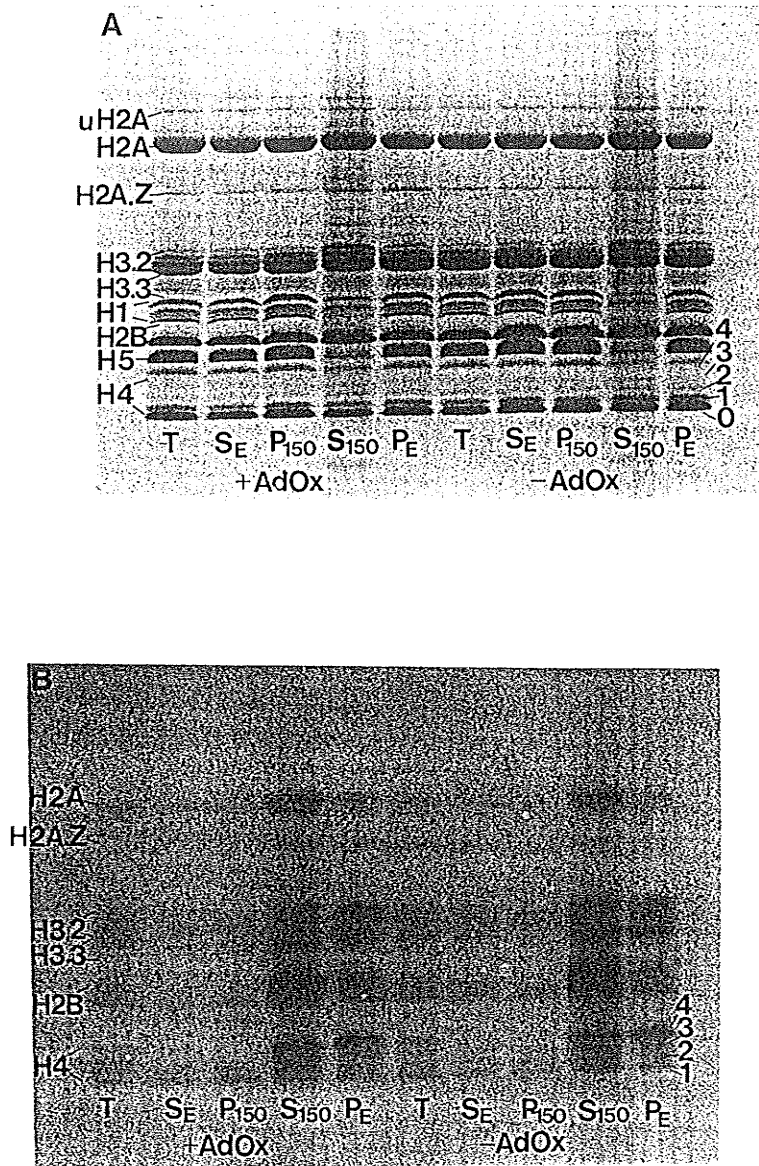 A
uH2A
H2A
H2A.Z
H3.2
H3.3
H1
H2B
H5
H4
4
3
2
1
0
T SE P150 S150 PE T SE P150 S150 PE
+AdOx -AdOx
B
H2A
H2A.Z
H3.2
H3.3
H2B
H4
4
3
2
1
T SE P150 S150 PE T SE P150 S150 PE
+AdOx -AdOx